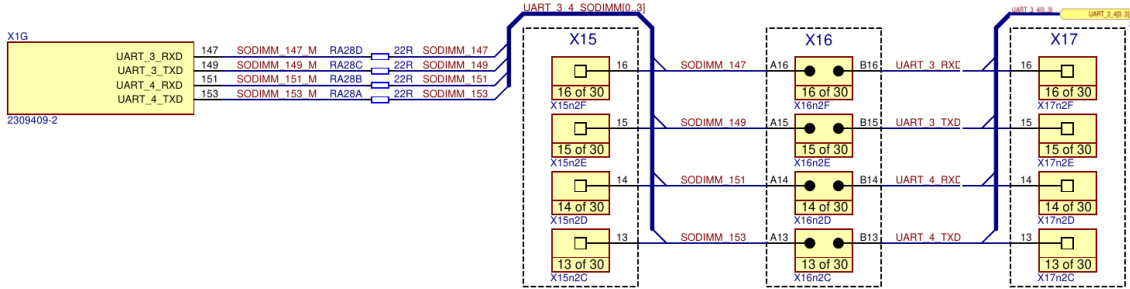 UART_3_4_SODIMM[0..3]
UART_3_4[0..3]
UART_3_4[0..3]
X1G
X15
X16
X17
UART_3_RXD 147 SODIMM_147_M RA28D 22R SODIMM_147
UART_3_TXD 149 SODIMM_149_M RA28C 22R SODIMM_149
UART_4_RXD 151 SODIMM_151_M RA28B 22R SODIMM_151
UART_4_TXD 153 SODIMM_153_M RA28A 22R SODIMM_153
2309409-2
16 SODIMM_147 A16 B16 UART_3_RXD 16
16 of 30 16 of 30 16 of 30
X15n2F X16n2F X17n2F
15 SODIMM_149 A15 B15 UART_3_TXD 15
15 of 30 15 of 30 15 of 30
X15n2E X16n2E X17n2E
14 SODIMM_151 A14 B14 UART_4_RXD 14
14 of 30 14 of 30 14 of 30
X15n2D X16n2D X17n2D
13 SODIMM_153 A13 B13 UART_4_TXD 13
13 of 30 13 of 30 13 of 30
X15n2C X16n2C X17n2C